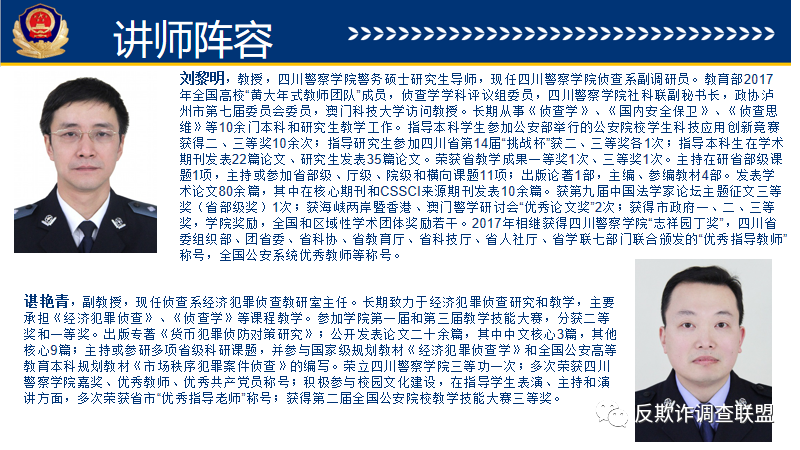 讲师阵容
刘黎明，教授，四川警察学院警务硕士研究生导师，现任四川警察学院侦查系副调研员。教育部2017
年全国高校“黄大年式教师团队”成员，侦查学学科评议组委员，四川警察学院社科联副秘书长，政协泸
州市第七届委员会委员，澳门科技大学访问教授。长期从事《侦查学》、《国内安全保卫》、《侦查思
维》等10余门本科和研究生教学工作。指导本科学生参加公安部举行的公安院校学生科技应用创新竞赛
获得二、三等奖10余次；指导研究生参加四川省第14届“挑战杯”获二、三等奖各1次；指导本科生在学术
期刊发表22篇论文、研究生发表35篇论文。荣获省教学成果一等奖1次、三等奖1次。主持在研省部级课
题1项，主持或参加省部级、厅级、院级和横向课题11项；出版论著1部，主编、参编教材4部。发表学
术论文80余篇，其中在核心期刊和CSSCI来源期刊发表10余篇。获第九届中国法学家论坛主题征文三等
奖（省部级奖）1次；获海峡两岸暨香港、澳门警学研讨会“优秀论文奖”2次；获得市政府一、二、三等
奖，学院奖励，全国和区域性学术团体奖励若干。2017年相继获得四川警察学院“志祥园丁奖”，四川省
委组织部、团省委、省科协、省教育厅、省科技厅、省人社厅、省学联七部门联合颁发的“优秀指导教师”
称号，全国公安系统优秀教师等称号。
谌艳青，副教授，现任侦查系经济犯罪侦查教研室主任。长期致力于经济犯罪侦查研究和教学，主要
承担《经济犯罪侦查》、《侦查学》等课程教学。参加学院第一届和第三届教学技能大赛，分获二等
奖和一等奖。出版专著《货币犯罪侦防对策研究》；公开发表论文二十余篇，其中中文核心3篇，其他
核心9篇；主持或参研多项省级科研课题，并参与国家级规划教材《经济犯罪侦查学》和全国公安高等
教育本科规划教材《市场秩序犯罪案件侦查》的编写。荣立四川警察学院三等功一次；多次荣获四川
警察学院嘉奖、优秀教师、优秀共产党员称号；积极参与校园文化建设，在指导学生表演、主持和演
讲方面，多次荣获省市“优秀指导老师”称号；获得第二届全国公安院校教学技能大赛三等奖。
反欺诈调查联盟